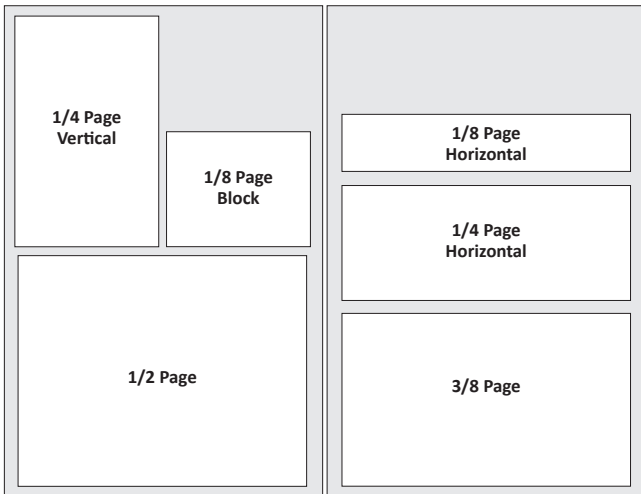 1/4 Page
Vertical
1/8 Page
Block
1/2 Page
1/8 Page
Horizontal
1/4 Page
Horizontal
3/8 Page